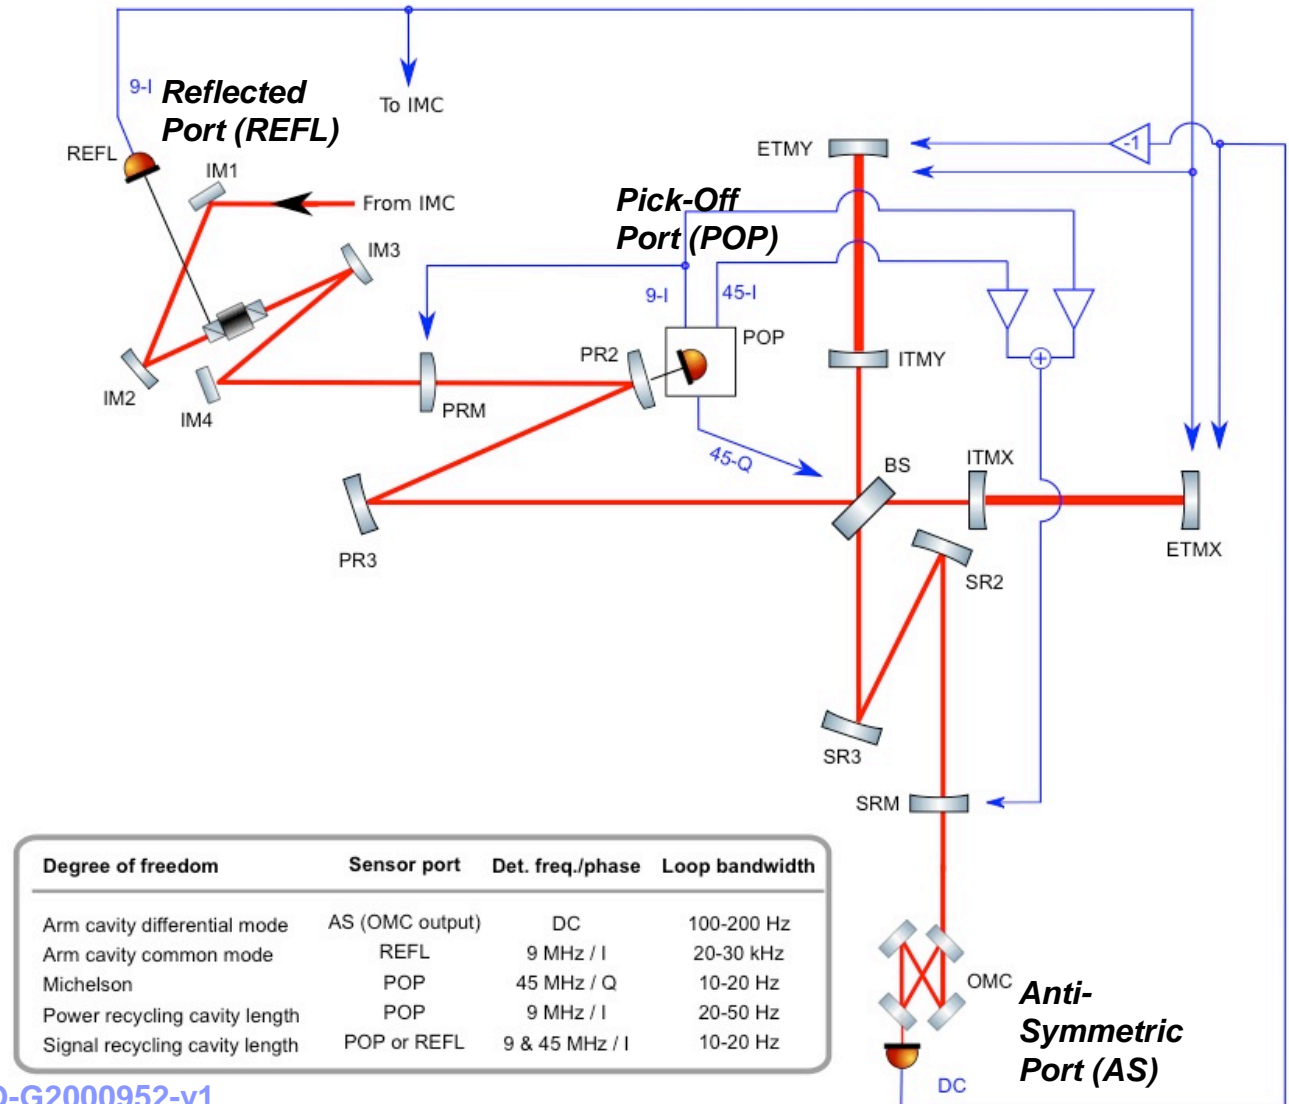 9-I
Reflected
Port (REFL)
To IMC
REFL
IM1
From IMC
IM3
IM2
IM4
PRM
ETMY
-1
Pick-Off
Port (POP)
9-I
45-I
POP
PR2
ITMY
+
45-Q
BS
ITMX
ETMX
PR3
SR2
SR3
SRM
Degree of freedom Sensor port Det. freq./phase Loop bandwidth
Arm cavity differential mode AS (OMC output) DC 100-200 Hz
Arm cavity common mode REFL 9 MHz / I 20-30 kHz
Michelson POP 45 MHz / Q 10-20 Hz
Power recycling cavity length POP 9 MHz / I 20-50 Hz
Signal recycling cavity length POP or REFL 9 & 45 MHz / I 10-20 Hz
OMC
Anti-
Symmetric
Port (AS)
DC
-G2000952-v1